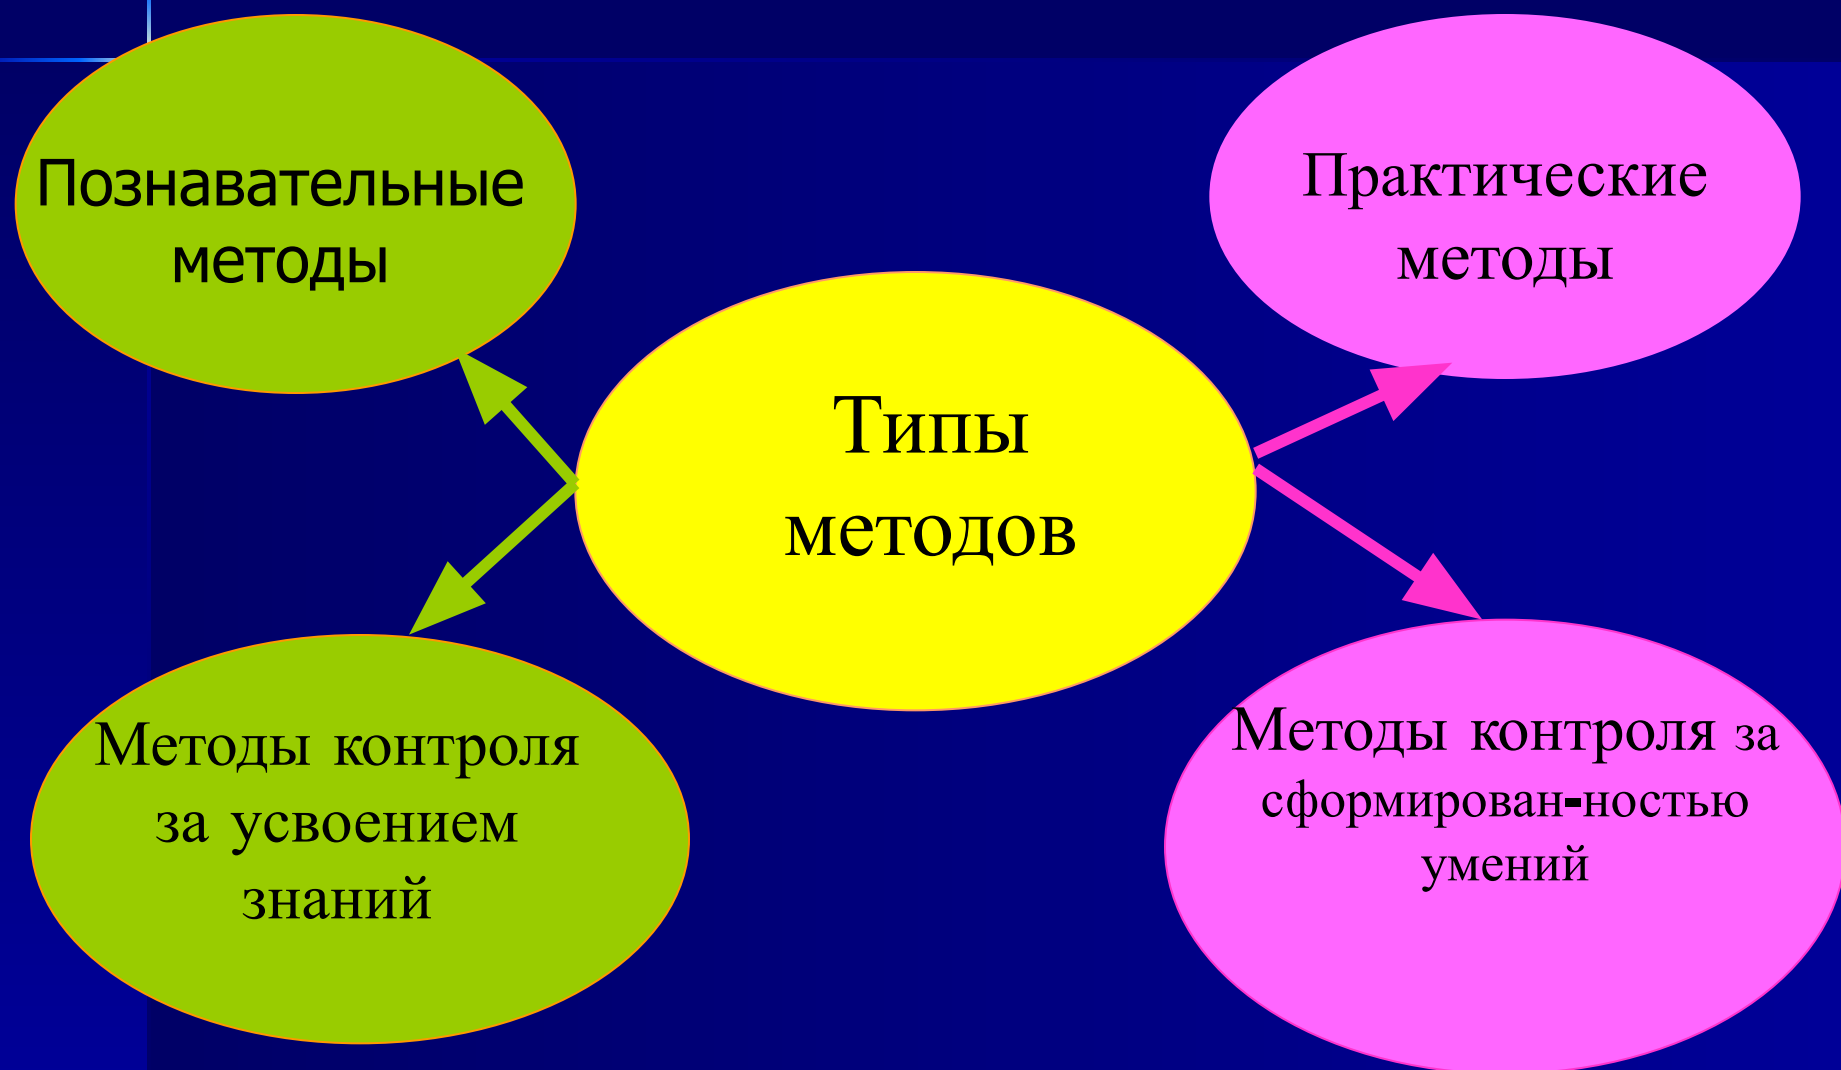 Познавательные
методы
Практические
методы
Типы
методов
Методы контроля
за усвоением
знаний
Методы контроля за
сформирован-ностью
умений